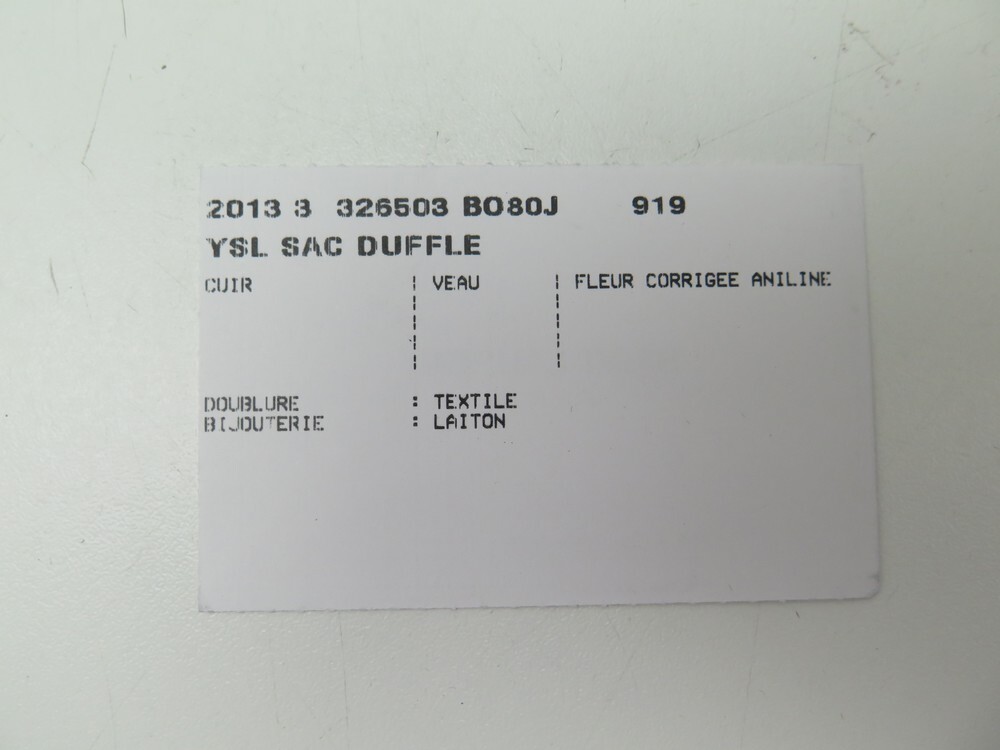 2013 3 326503 BO80J 919
YSL SAC DUFFLE
CUIR ¦ VEAU ¦ FLEUR CORRIGEE ANILINE
DOUBLURE : TEXTILE
BIJOUTERIE : LAITON